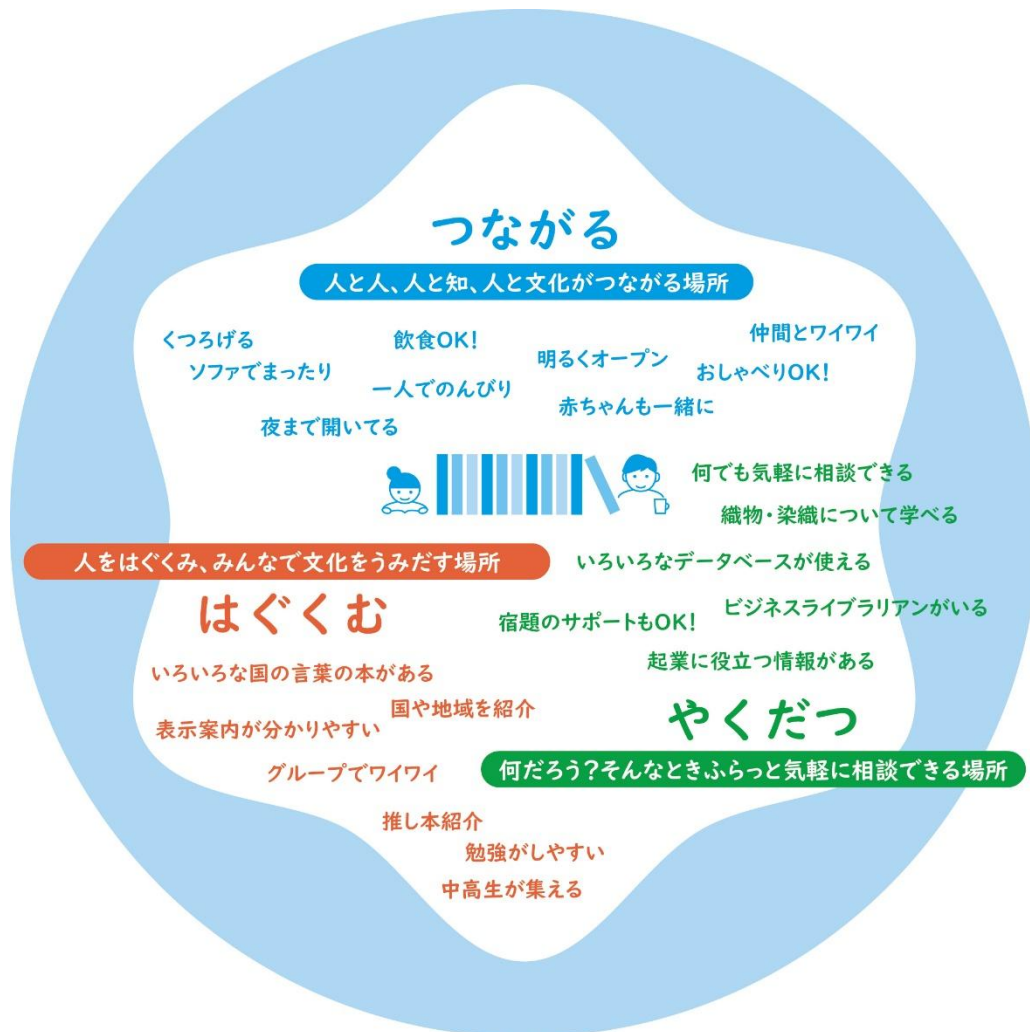 つながる
人と人、人と知、人と文化がつながる場所
くつろげる
飲食OK!
仲間とワイワイ
ソファでまったり
明るくオープン
おしゃべりOK!
一人でのんびり
赤ちゃんも一緒に
夜まで開いてる
何でも気軽に相談できる
織物・染織について学べる
いろいろなデータベースが使える
ビジネスライブラリアンがいる
宿題のサポートもOK!
起業に役立つ情報がある
やくだつ
何だろう?そんなときふらっと気軽に相談できる場所
人をはぐくみ、みんなで文化をうみだす場所
はぐくむ
いろいろな国の言葉の本がある
国や地域を紹介
表示案内が分かりやすい
グループでワイワイ
推し本紹介
勉強がしやすい
中高生が集える